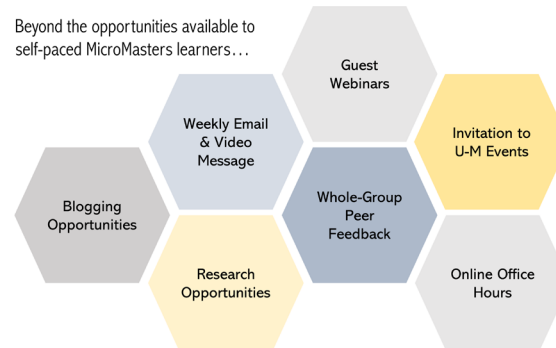 Beyond the opportunities available to
self-paced MicroMasters learners...
Guest
Webinars
Weekly Email
& Video
Message
Invitation to
U-M Events
Blogging
Opportunities
Whole-Group
Peer
Feedback
Research
Opportunities
Online Office
Hours